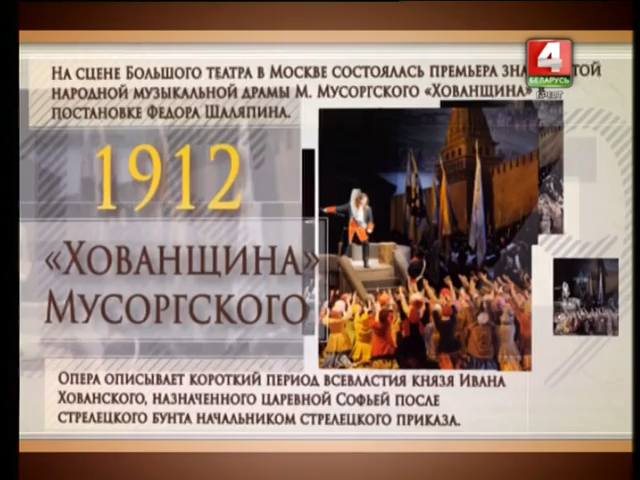 4
БЕЛАРУСЬ
БРЕСТ
На сцене Большого театра в Москве состоялась премьера
народной музыкальной драмы М. Мусоргского «Хованщина» в
постановке Федора Шаляпина.
1912
«Хованщина»
Мусоргского
Опера описывает короткий период всевластия князя Ивана
Хованского, назначенного царевной Софьей после
стрелецкого бунта начальником стрелецкого приказа.